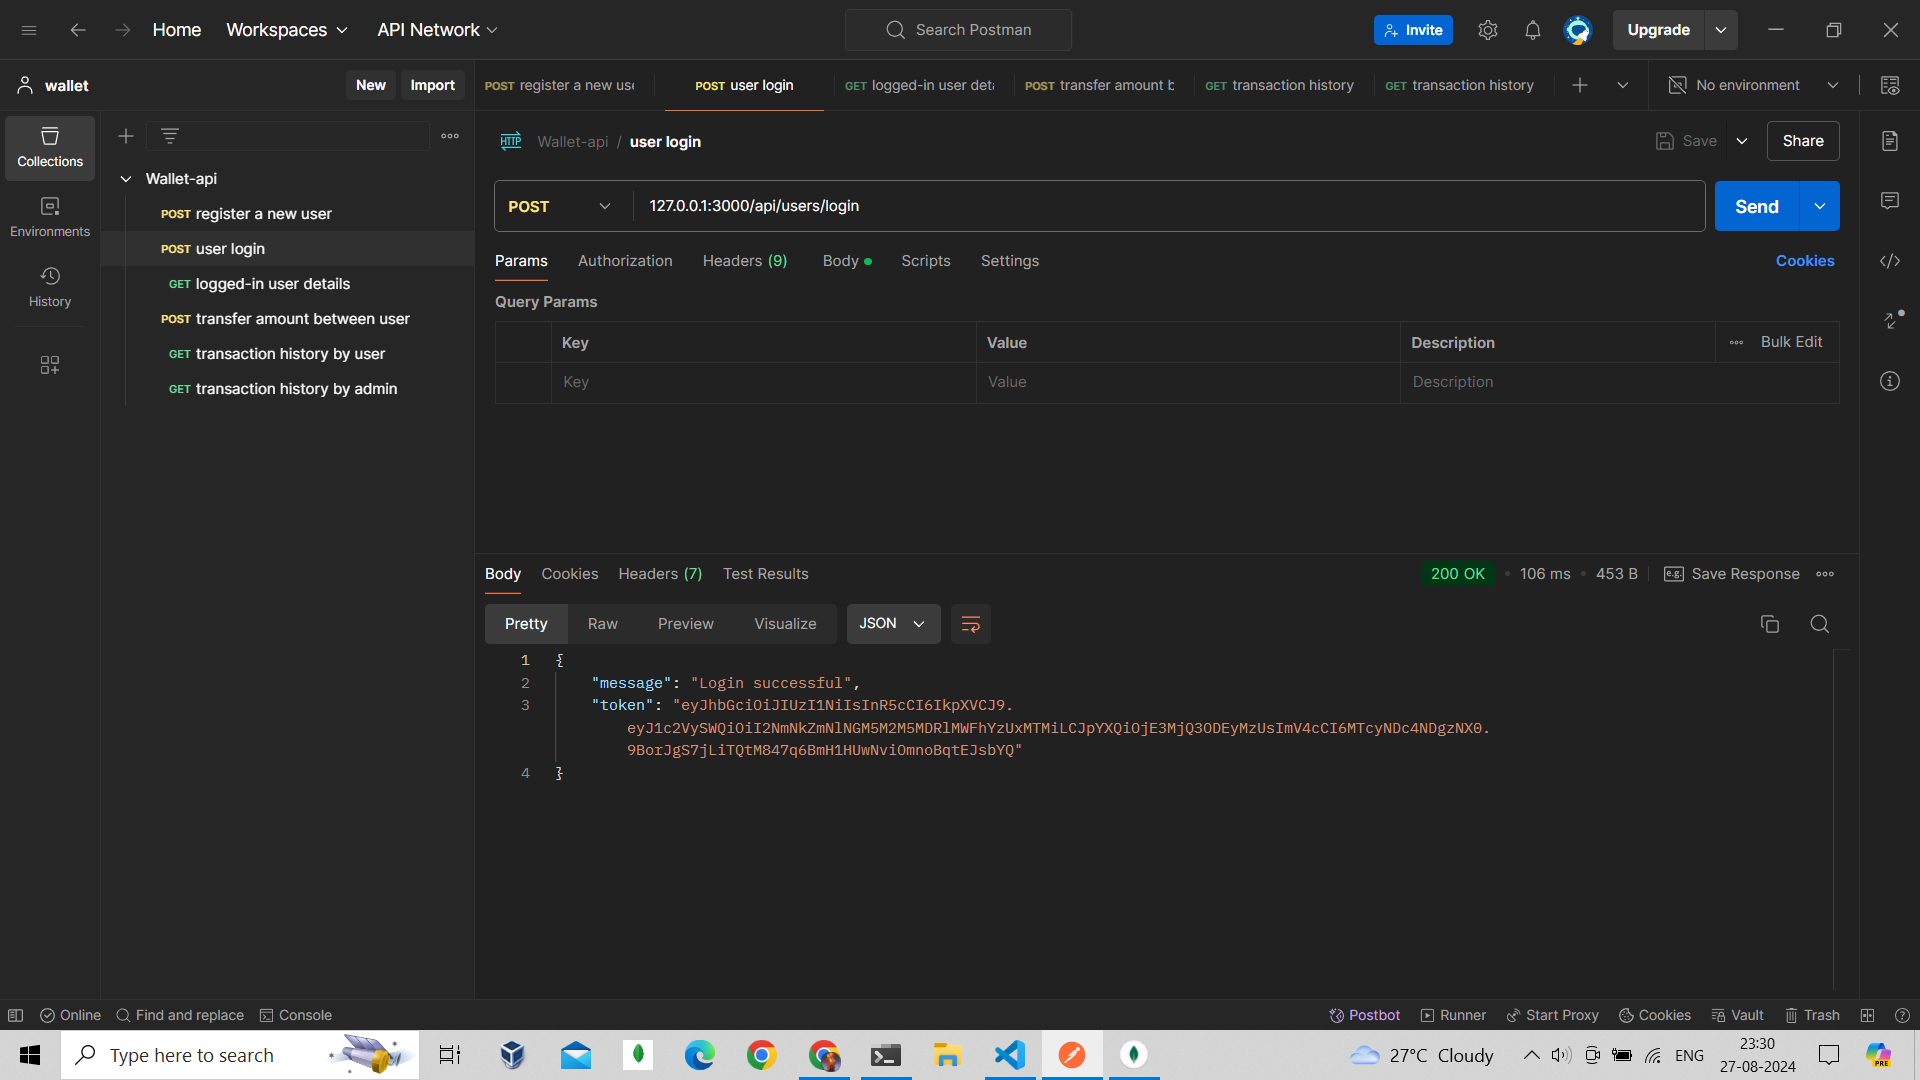 Home
Workspaces
API Network
Search Postman
Invite
Upgrade
wallet
New
Import
POST register a new use
POST user login
GET logged-in user deta
POST transfer amount b
GET transaction history
GET transaction history
No environment
Collections
Environments
History
Wallet-api
POST register a new user
POST user login
GET logged-in user details
POST transfer amount between user
GET transaction history by user
GET transaction history by admin
HTTP
Wallet-api / user login
Save
Share
POST
127.0.0.1:3000/api/users/login
Send
Params
Authorization
Headers (9)
Body
Scripts
Settings
Cookies
Query Params
Key
Value
Description
Bulk Edit
Key
Value
Description
Body
Cookies
Headers (7)
Test Results
200 OK
106 ms
453 B
e.g.
Save Response
Pretty
Raw
Preview
Visualize
JSON
1 {
2 "message": "Login successful",
3 "token": "eyJhbGciOiJIUzI1NiIsInR5cCI6IkpXVCJ9.
eyJ1c2VySWQiOiI2NmNkZmNlNGM5M2M5MDRlMWFhYzUxMTMiLCJpYXQiOjE3MjQ3ODEyMzUsImV4cCI6MTcyNDc4NDgzNX0.
9BorJgS7jLiTQtM847q6BmH1HUwNviOmnoBqtEJsbYQ"
4 }
Online
Find and replace
Console
Postbot
Runner
Start Proxy
Cookies
Vault
Trash
Type here to search
27°C Cloudy
ENG
23:30
27-08-2024
PRE